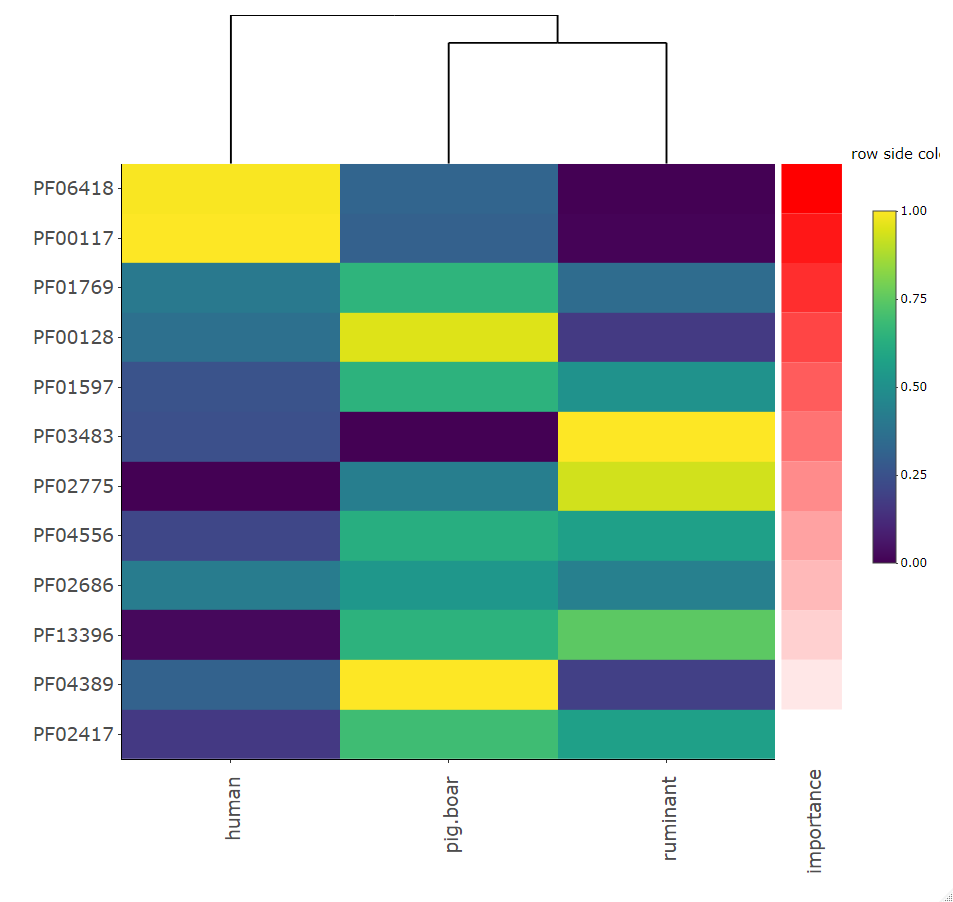 row side col
PF06418
PF00117
PF01769
PF00128
PF01597
PF03483
PF02775
PF04556
PF02686
PF13396
PF04389
PF02417
1.00
0.75
0.50
0.25
0.00
human
pig.boar
ruminant
importance